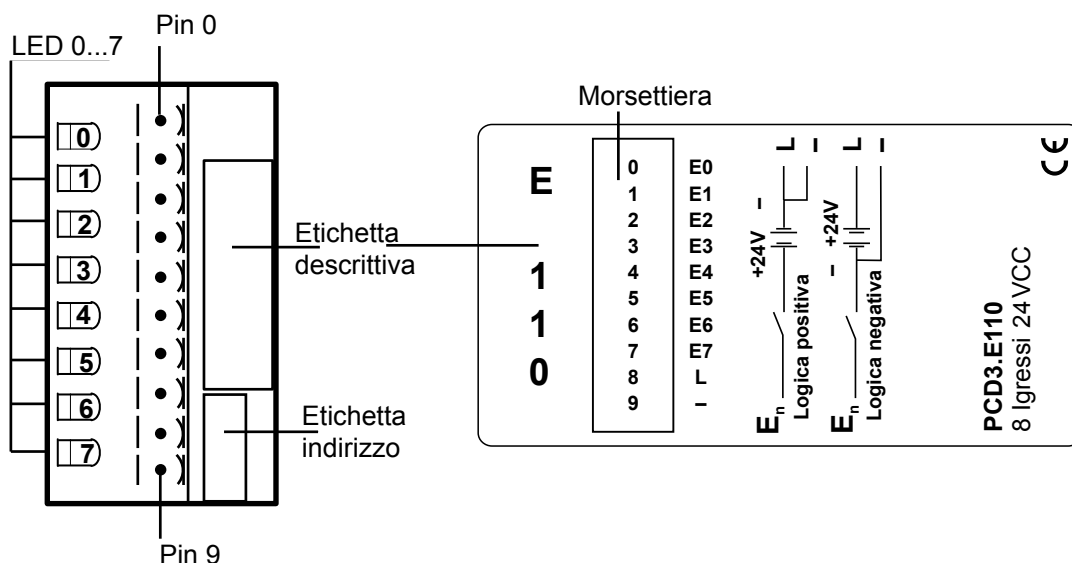 Pin 0
LED 0...7
0
1
2
3
4
5
6
7
Etichetta
descrittiva
Etichetta
indirizzo
Pin 9
Morsettiera
E
1
1
0
0 E0
1 E1
2 E2
3 E3
4 E4
5 E5
6 E6
7 E7
8 L
9 –
L
–
+24V –
Logica positiva
En
L
–
– +24V
Logica negativa
En
PCD3.E110
8 Igressi 24 VCC
CE